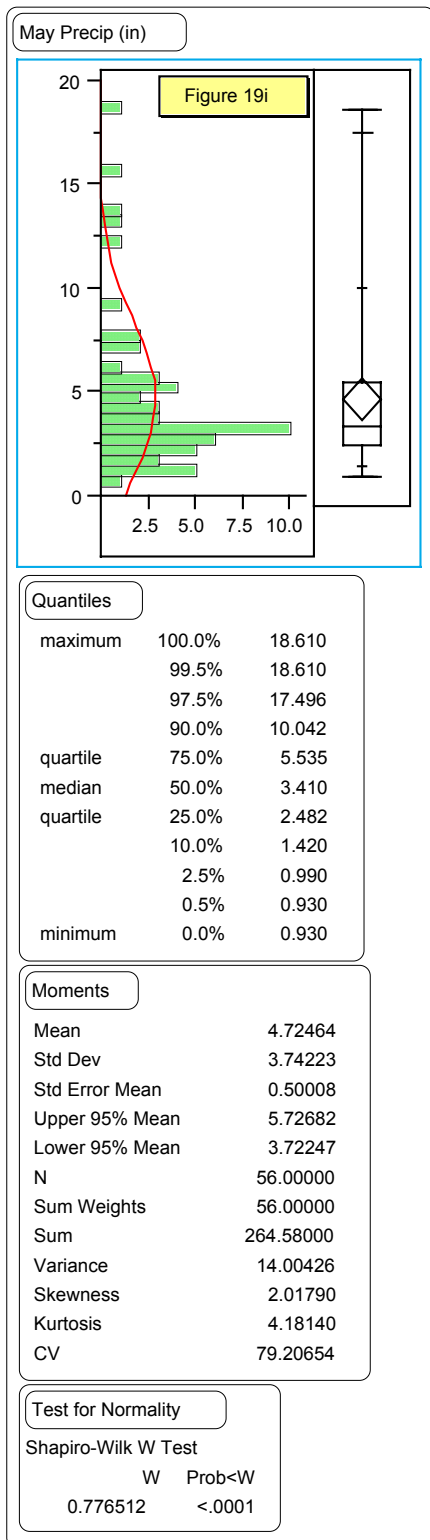 May Precip (in)
Figure 19i
20
15
10
5
0
2.5 5.0 7.5 10.0
Quantiles
maximum 100.0% 18.610
99.5% 18.610
97.5% 17.496
90.0% 10.042
quartile 75.0% 5.535
median 50.0% 3.410
quartile 25.0% 2.482
10.0% 1.420
2.5% 0.990
0.5% 0.930
minimum 0.0% 0.930
Moments
Mean 4.72464
Std Dev 3.74223
Std Error Mean 0.50008
Upper 95% Mean 5.72682
Lower 95% Mean 3.72247
N 56.00000
Sum Weights 56.00000
Sum 264.58000
Variance 14.00426
Skewness 2.01790
Kurtosis 4.18140
CV 79.20654
Test for Normality
Shapiro-Wilk W Test
W Prob<W
0.776512 <.0001